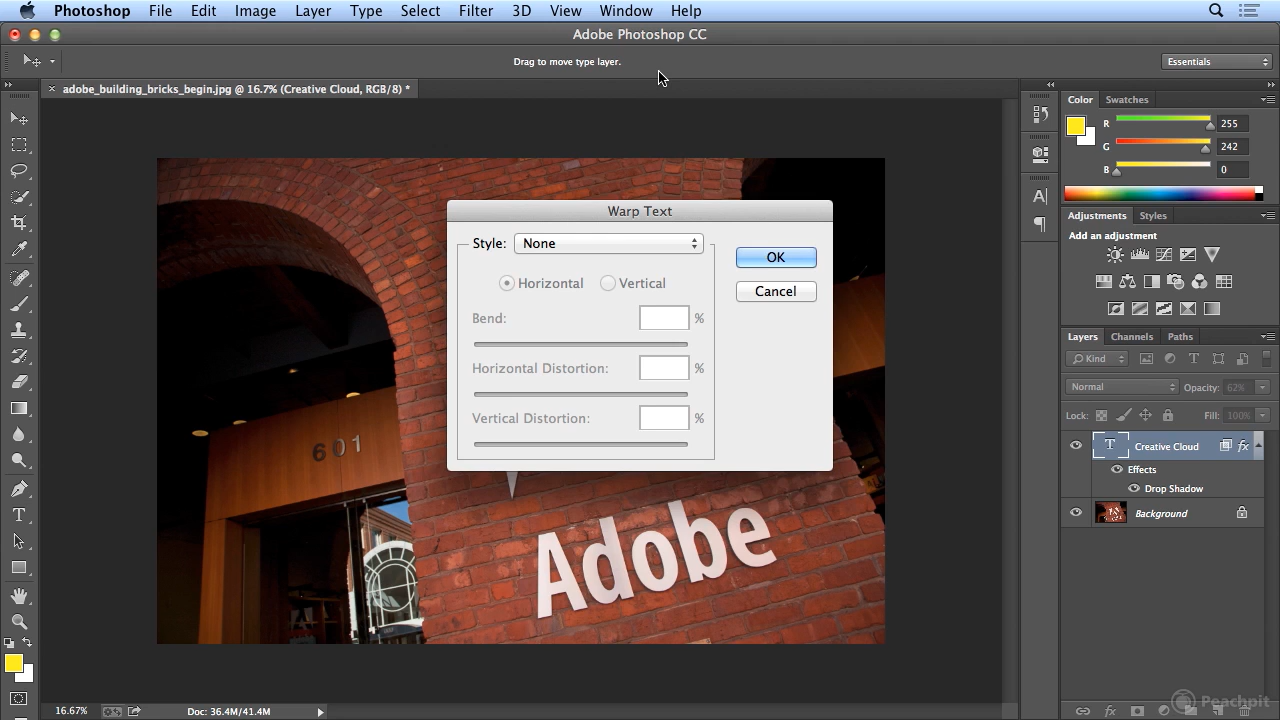 Photoshop File Edit Image Layer Type Select Filter 3D View Window Help
Adobe Photoshop CC
Drag to move type layer.
Essentials
adobe_building_bricks_begin.jpg @ 16.7% (Creative Cloud, RGB/8) *
Color Swatches
R 255
G 242
B 0
Adjustments Styles
Add an adjustment
Warp Text
Style: None
OK
Horizontal Vertical
Cancel
Bend: %
Horizontal Distortion: %
Vertical Distortion: %
Layers Channels Paths
Kind
Normal Opacity: 62%
Lock: Fill: 100%
Creative Cloud fx
Effects
Drop Shadow
Background
601
Adobe
16.67% Doc: 36.4M/41.4M
Peachpit